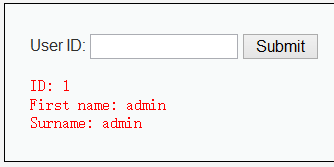 User ID: Submit
ID: 1
First name: admin
Surname: admin